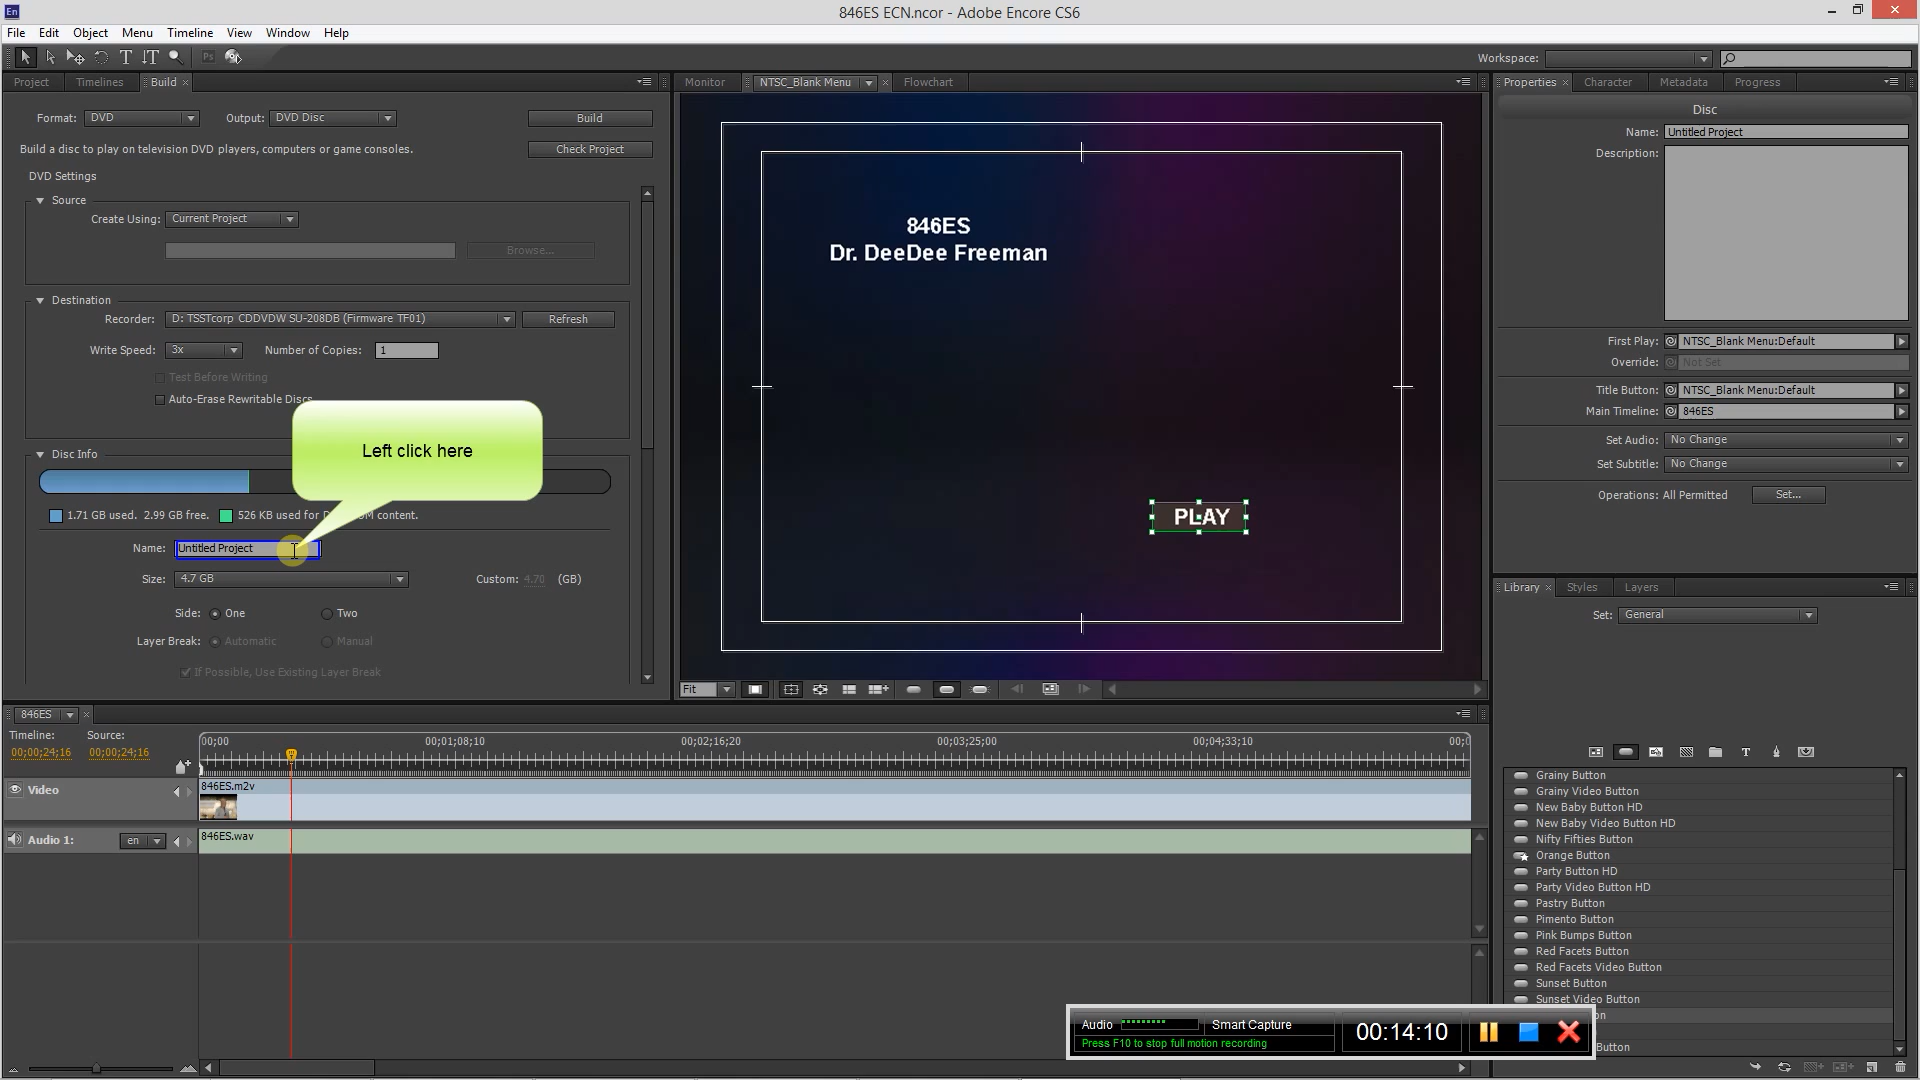 En
846ES ECN.ncor - Adobe Encore CS6
File Edit Object Menu Timeline View Window Help
Workspace:
Project Timelines Build
Monitor NTSC_Blank Menu Flowchart
Properties Character Metadata Progress
Format: DVD Output: DVD Disc Build
Build a disc to play on television DVD players, computers or game consoles. Check Project
DVD Settings
Source
Create Using: Current Project
Browse...
Destination
Recorder: D: TSSTcorp CDDVDW SU-208DB (Firmware TF01) Refresh
Write Speed: 3x Number of Copies: 1
Test Before Writing
Auto-Erase Rewritable Discs
Left click here
Disc Info
1.71 GB used. 2.99 GB free. 526 KB used for content.
Name: Untitled Project
Size: 4.7 GB Custom: 4.70 (GB)
Side: One Two
Layer Break: Automatic Manual
If Possible, Use Existing Layer Break
846ES
Dr. DeeDee Freeman
PLAY
Fit
Disc
Name: Untitled Project
Description:
First Play: NTSC_Blank Menu:Default
Override: Not Set
Title Button: NTSC_Blank Menu:Default
Main Timeline: 846ES
Set Audio: No Change
Set Subtitle: No Change
Operations: All Permitted Set...
Library Styles Layers
Set: General
T
Grainy Button
Grainy Video Button
New Baby Button HD
New Baby Video Button HD
Nifty Fifties Button
Orange Button
Party Button HD
Party Video Button HD
Pastry Button
Pimento Button
Pink Bumps Button
Red Facets Button
Red Facets Video Button
Sunset Button
Sunset Video Button
Button
846ES
Timeline: Source:
00;00;24;16 00;00;24;16
00;00 00;01;08;10 00;02;16;20 00;03;25;00 00;04;33;10
Video
846ES.m2v
Audio 1: en
846ES.wav
Audio Smart Capture
Press F10 to stop full motion recording
00:14:10